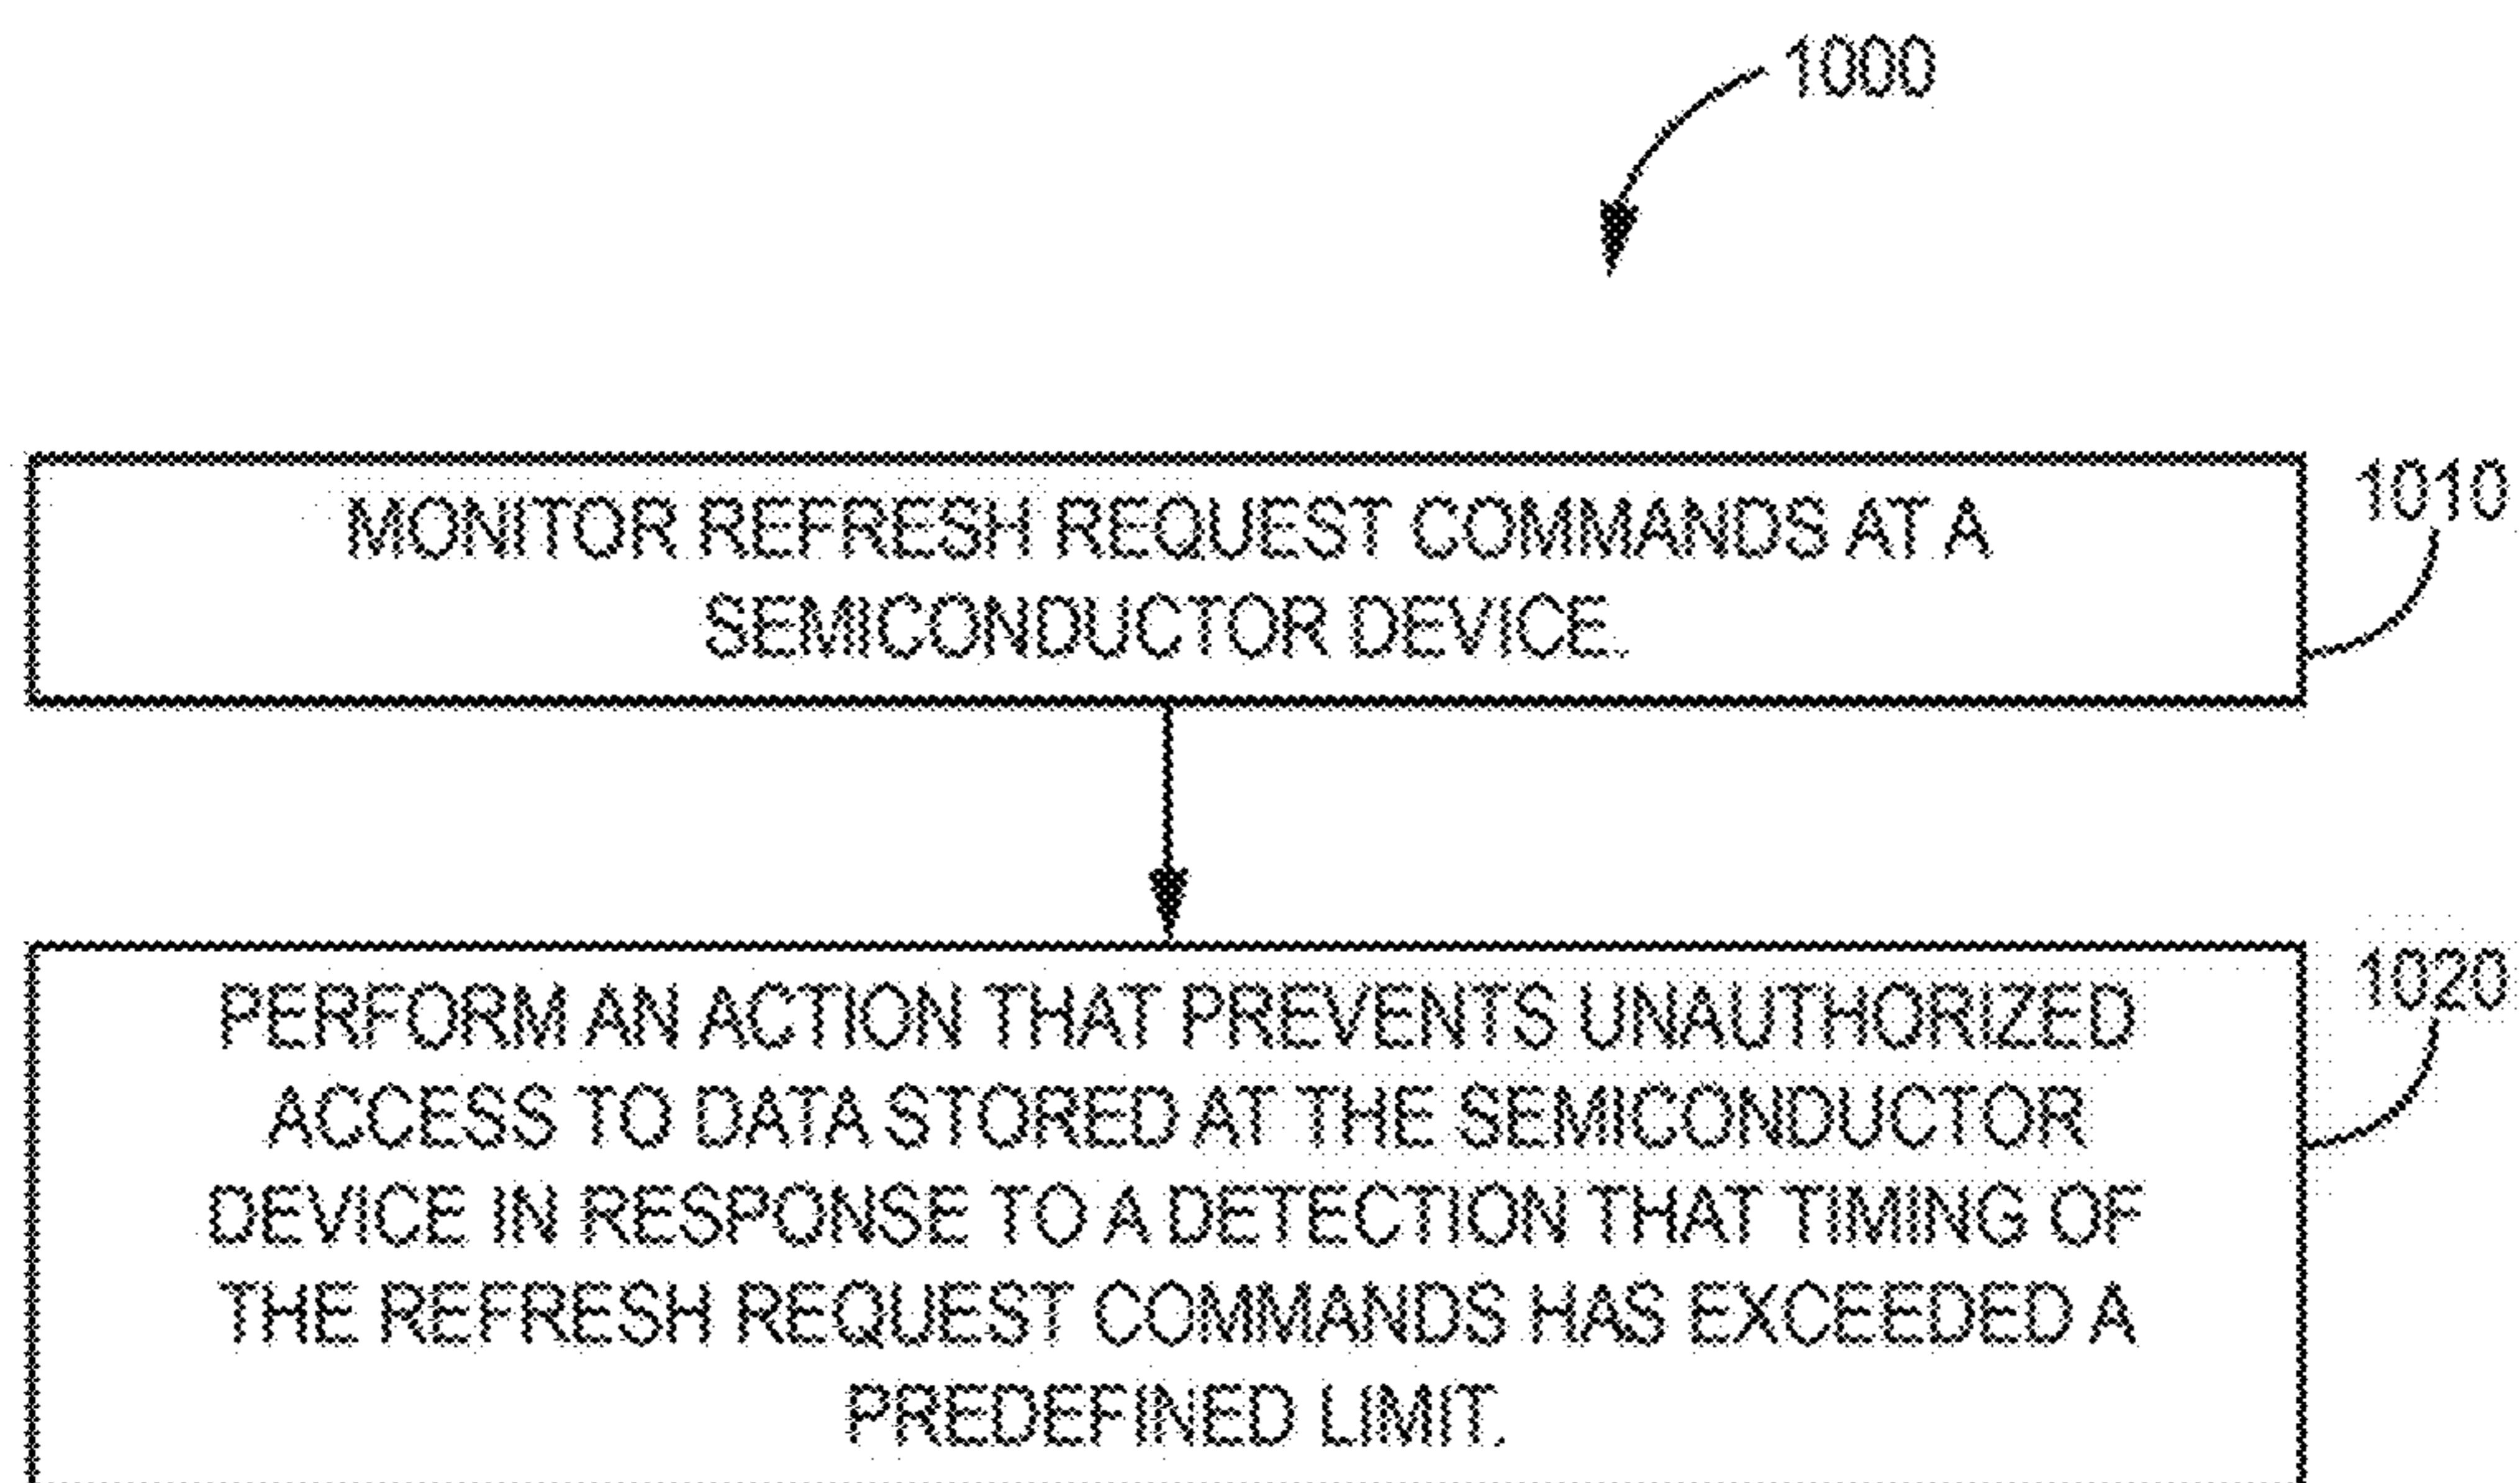 1000
MONITOR REFRESH REQUEST COMMANDS AT A
SEMICONDUCTOR DEVICE.
1010
PERFORM AN ACTION THAT PREVENTS UNAUTHORIZED
ACCESS TO DATA STORED AT THE SEMICONDUCTOR
DEVICE IN RESPONSE TO A DETECTION THAT TIMING OF
THE REFRESH REQUEST COMMANDS HAS EXCEEDED A
PREDEFINED LIMIT.
1020